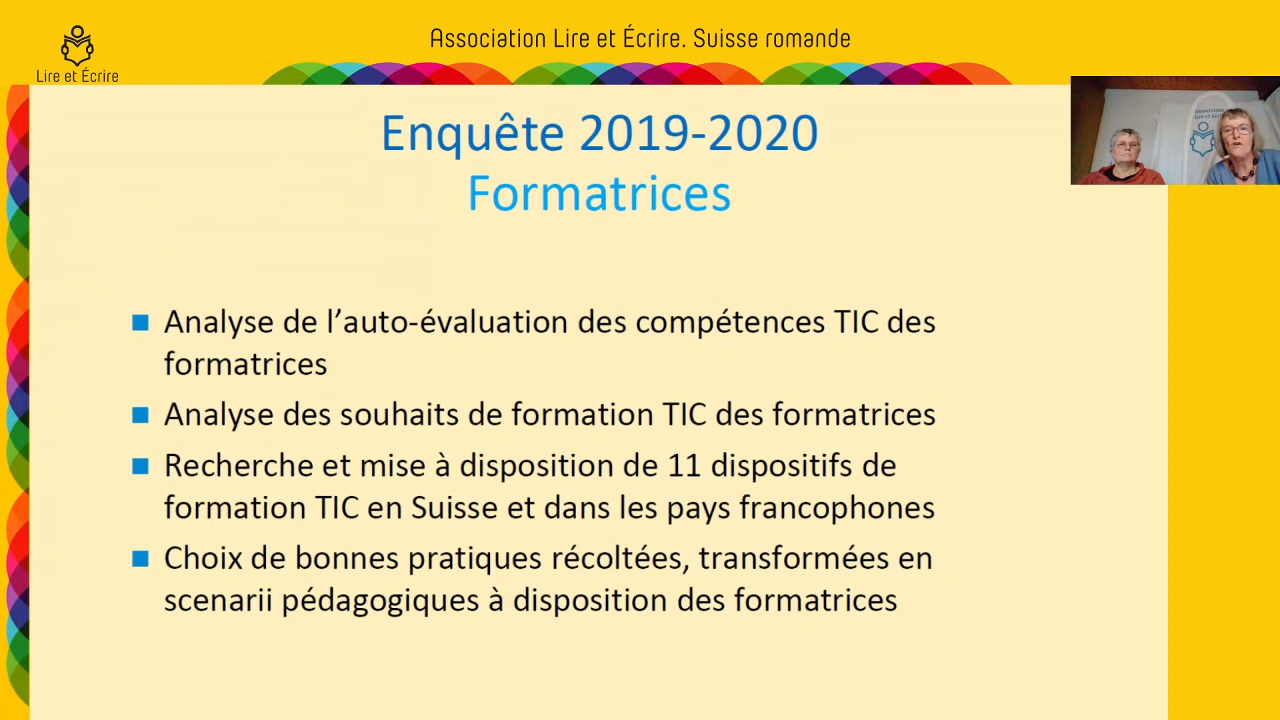 Association Lire et Écrire. Suisse romande
Lire et Écrire
Enquête 2019-2020
Formatrices
Analyse de l’auto-évaluation des compétences TIC des
formatrices
Analyse des souhaits de formation TIC des formatrices
Recherche et mise à disposition de 11 dispositifs de
formation TIC en Suisse et dans les pays francophones
Choix de bonnes pratiques récoltées, transformées en
scenarii pédagogiques à disposition des formatrices